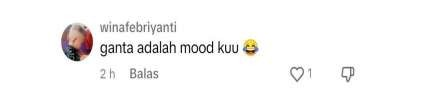 winafebriyanti
ganta adalah mood kuu 😂
2 h Balas 1